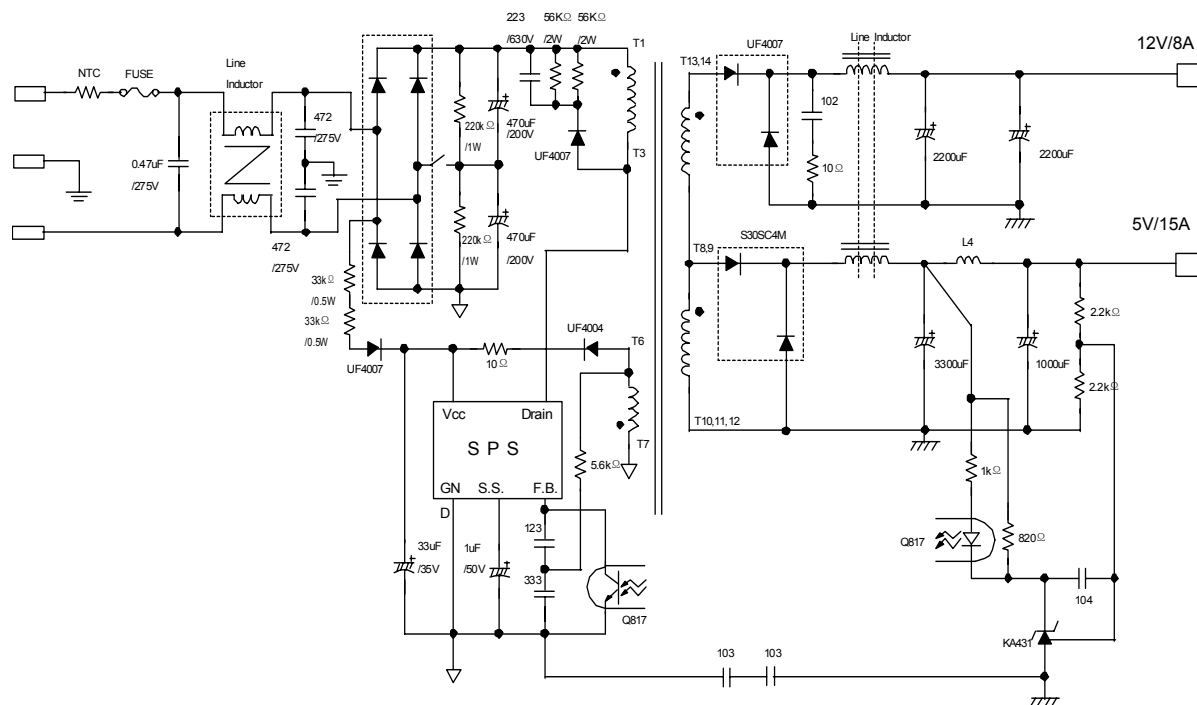 223
/630V
56KΩ
/2W
56KΩ
/2W
T1
UF4007
Line Inductor
12V/8A
T13,14
NTC
FUSE
Line
Inductor
472
/275V
220kΩ
/1W
470uF
/200V
102
UF4007
T3
2200uF
2200uF
0.47uF
/275V
10Ω
5V/15A
220kΩ
/1W
470uF
/200V
472
/275V
T8,9
S30SC4M
L4
33kΩ
/0.5W
33kΩ
/0.5W
2.2kΩ
UF4007
10Ω
UF4004
T6
3300uF
1000uF
2.2kΩ
Vcc
Drain
S P S
T10,11,12
T7
5.6kΩ
GN
D
S.S.
F.B.
1kΩ
123
33uF
/35V
1uF
/50V
333
Q817
820Ω
Q817
104
KA431
103
103